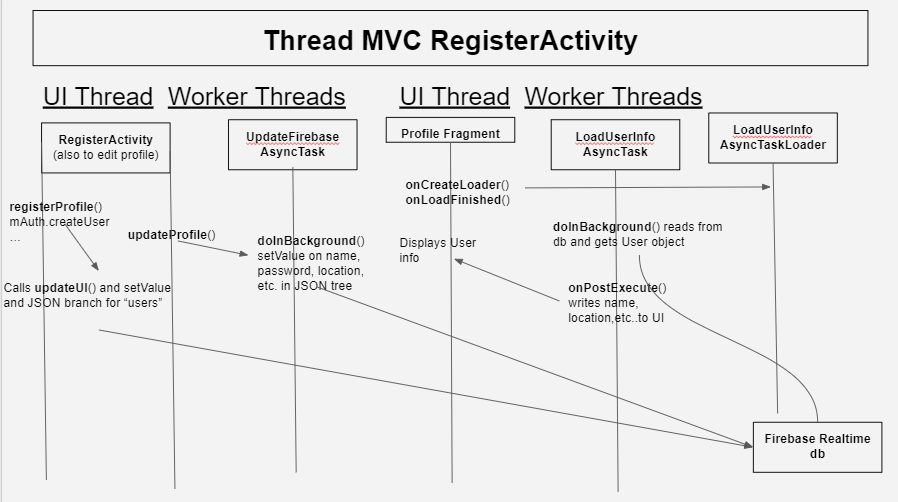 Thread MVC RegisterActivity
UI Thread
Worker Threads
UI Thread
Worker Threads
RegisterActivity
(also to edit profile)
UpdateFirebase
AsyncTask
Profile Fragment
LoadUserInfo
AsyncTask
LoadUserInfo
AsyncTaskLoader
registerProfile()
mAuth.createUser
...
updateProfile()
Calls updateUI() and setValue
and JSON branch for “users”
doInBackground()
setValue on name,
password, location,
etc. in JSON tree
onCreateLoader()
onLoadFinished()
Displays User
info
doInBackground() reads from
db and gets User object
onPostExecute()
writes name,
location,etc..to UI
Firebase Realtime
db